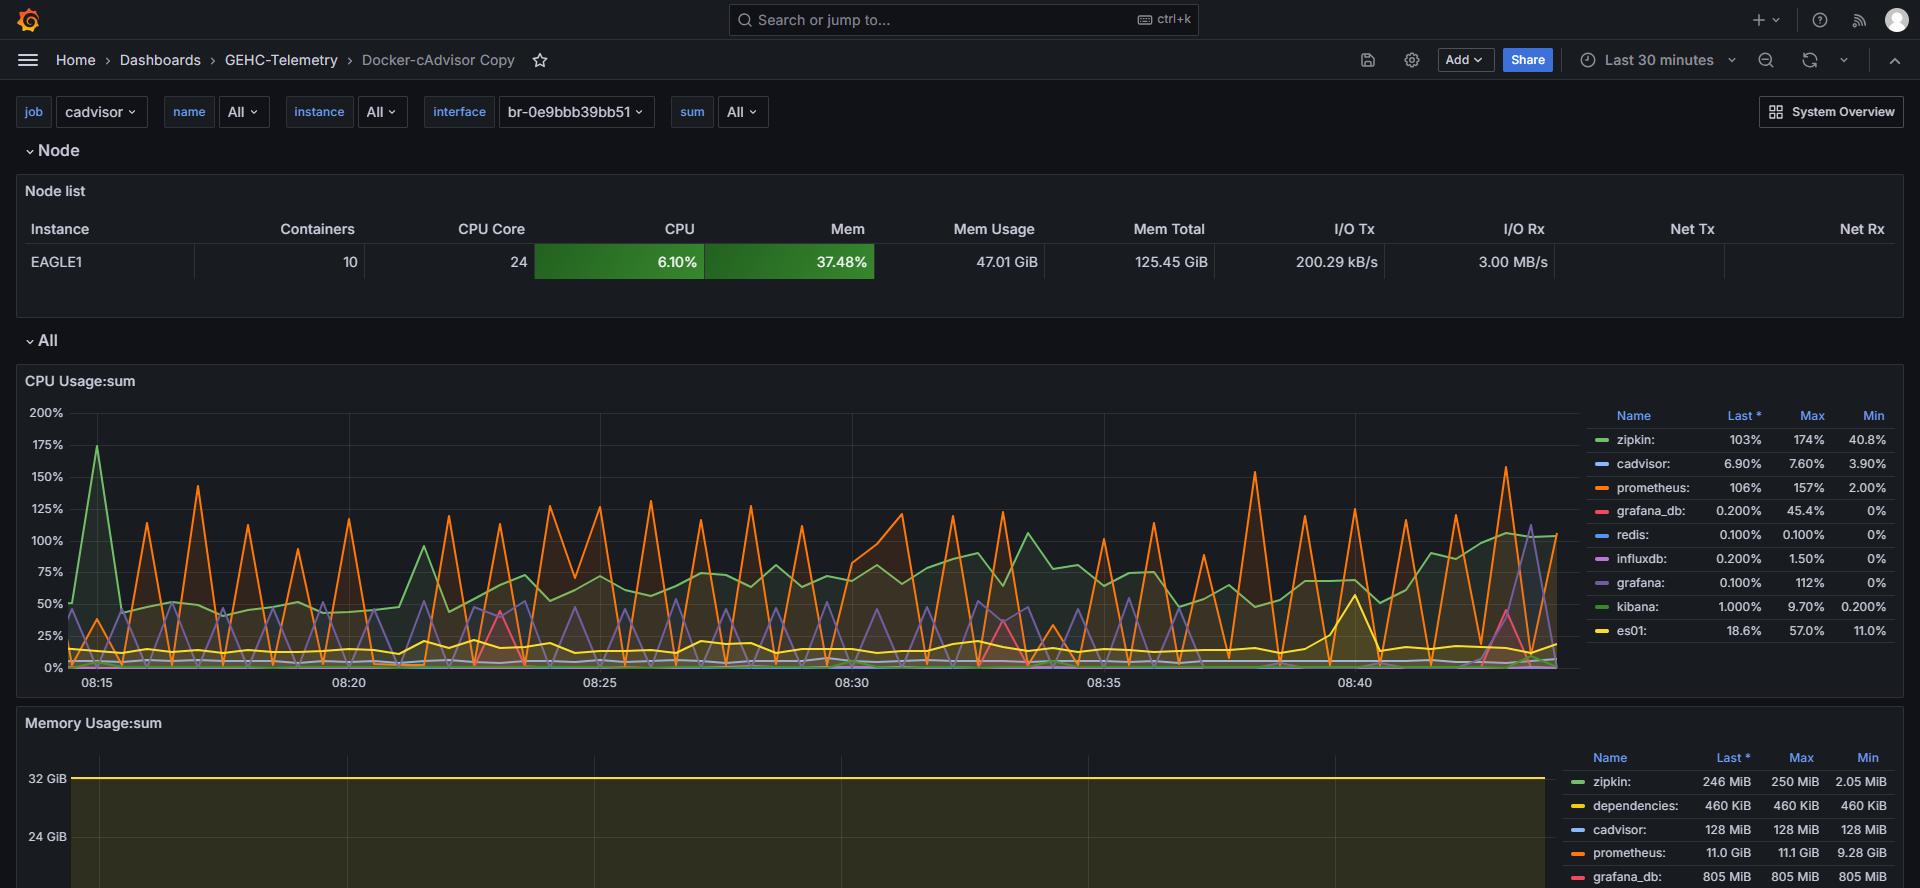 Search or jump to... ctrl+k
Home › Dashboards › GEHC-Telemetry › Docker-cAdvisor Copy Add Share Last 30 minutes
job cadvisor name All instance All interface br-0e9bbb39bb51 sum All System Overview
Node
Node list
Instance Containers CPU Core CPU Mem Mem Usage Mem Total I/O Tx I/O Rx Net Tx Net Rx
EAGLE1 10 24 6.10% 37.48% 47.01 GiB 125.45 GiB 200.29 kB/s 3.00 MB/s
All
CPU Usage:sum
200%
175%
150%
125%
100%
75%
50%
25%
0%
08:15 08:20 08:25 08:30 08:35 08:40
Name Last * Max Min
zipkin: 103% 174% 40.8%
cadvisor: 6.90% 7.60% 3.90%
prometheus: 106% 157% 2.00%
grafana_db: 0.200% 45.4% 0%
redis: 0.100% 0.100% 0%
influxdb: 0.200% 1.50% 0%
grafana: 0.100% 112% 0%
kibana: 1.000% 9.70% 0.200%
es01: 18.6% 57.0% 11.0%
Memory Usage:sum
32 GiB
24 GiB
Name Last * Max Min
zipkin: 246 MiB 250 MiB 2.05 MiB
dependencies: 460 KiB 460 KiB 460 KiB
cadvisor: 128 MiB 128 MiB 128 MiB
prometheus: 11.0 GiB 11.1 GiB 9.28 GiB
grafana_db: 805 MiB 805 MiB 805 MiB